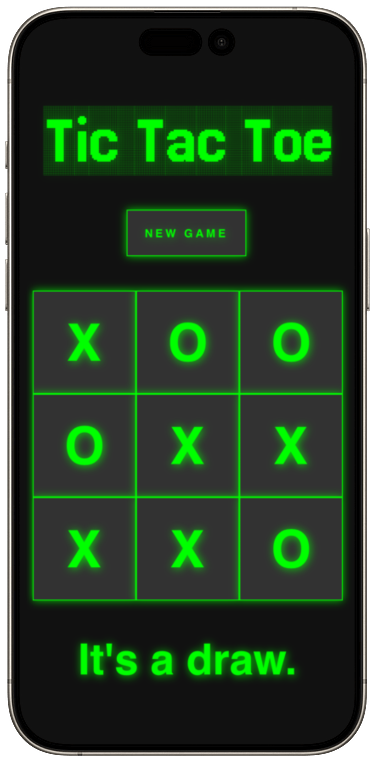 Tic Tac Toe
NEW GAME
X O O
O X X
X X O
It's a draw.